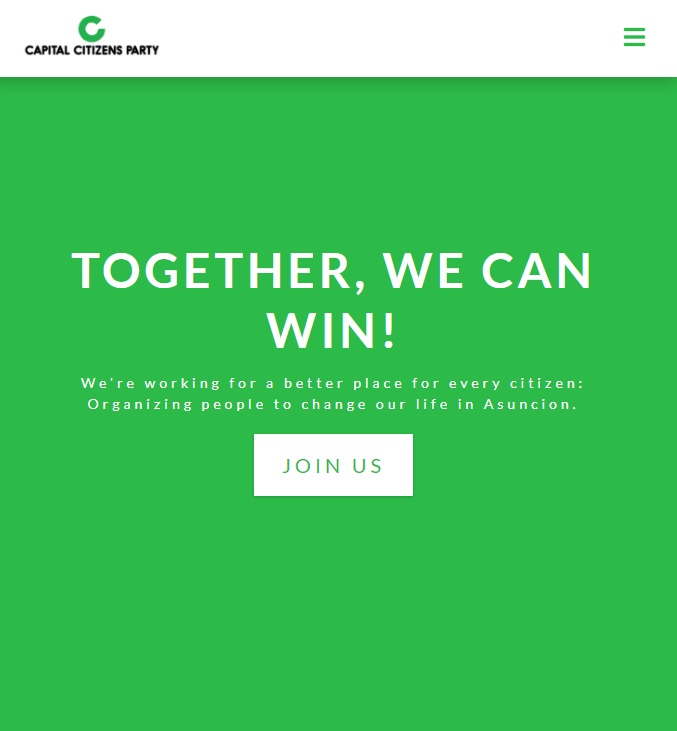 CAPITAL CITIZENS PARTY
TOGETHER, WE CAN
WIN!
We're working for a better place for every citizen:
Organizing people to change our life in Asuncion.
JOIN US